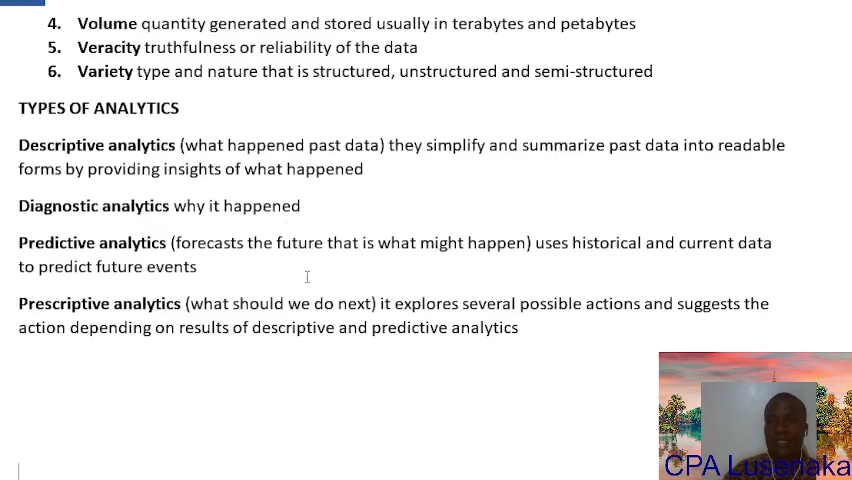 4. Volume quantity generated and stored usually in terabytes and petabytes
5. Veracity truthfulness or reliability of the data
6. Variety type and nature that is structured, unstructured and semi-structured
TYPES OF ANALYTICS
Descriptive analytics (what happened past data) they simplify and summarize past data into readable
forms by providing insights of what happened
Diagnostic analytics why it happened
Predictive analytics (forecasts the future that is what might happen) uses historical and current data
to predict future events
Prescriptive analytics (what should we do next) it explores several possible actions and suggests the
action depending on results of descriptive and predictive analytics
CPA Lusenaka